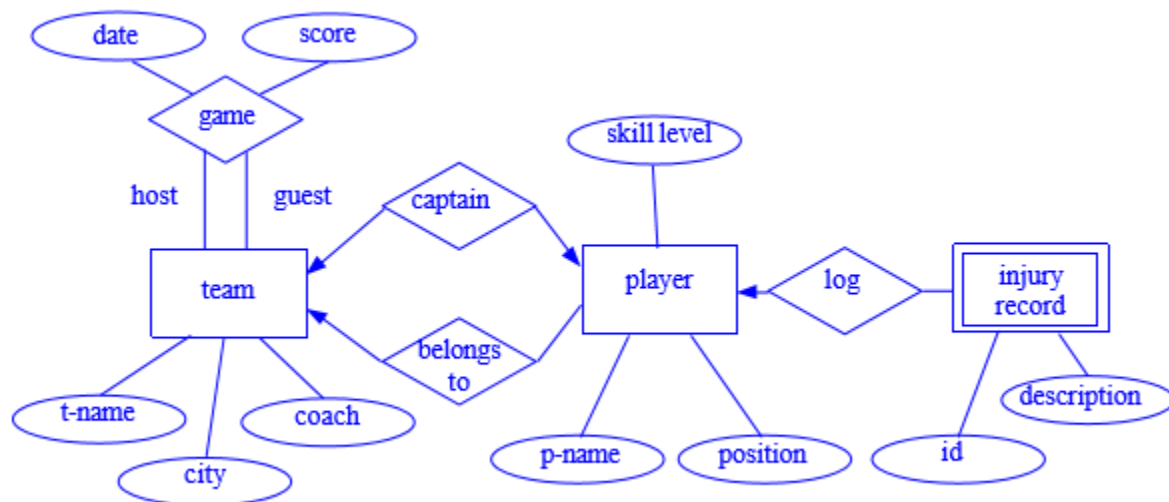 date
score
game
skill level
host
guest
captain
team
player
log
injury
record
belongs
to
t-name
coach
city
p-name
position
id
description